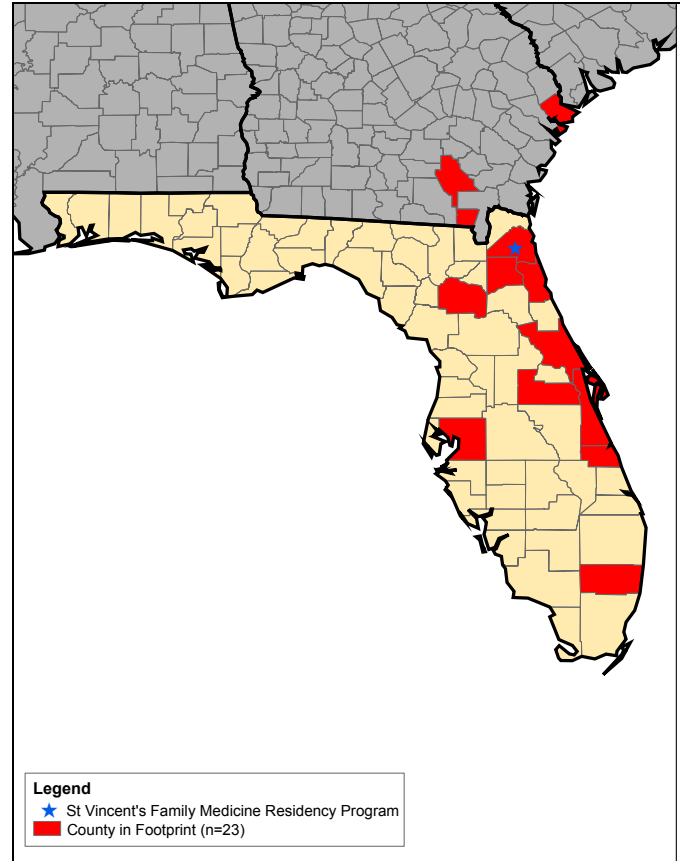 Legend
St Vincent's Family Medicine Residency Program
County in Footprint (n=23)